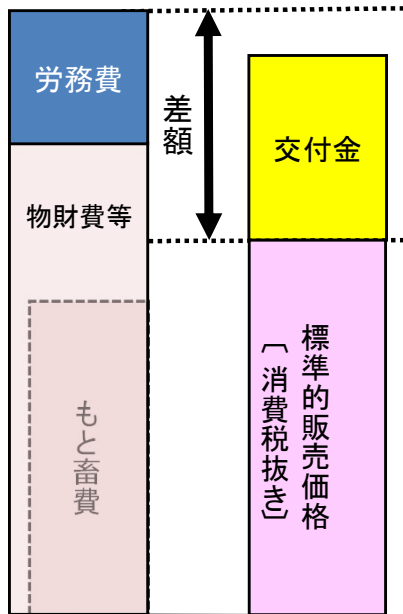 労務費
物財費等
もと畜費
差額
交付金
標準的販売価格
〔消費税抜き〕